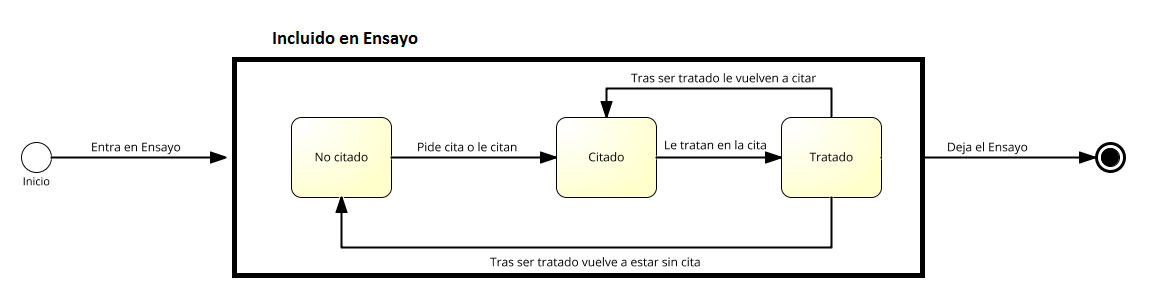 Incluido en Ensayo
Tras ser tratado le vuelven a citar
Entra en Ensayo
Inicio
No citado
Pide cita o le citan
Citado
Le tratan en la cita
Tratado
Deja el Ensayo
Tras ser tratado vuelve a estar sin cita